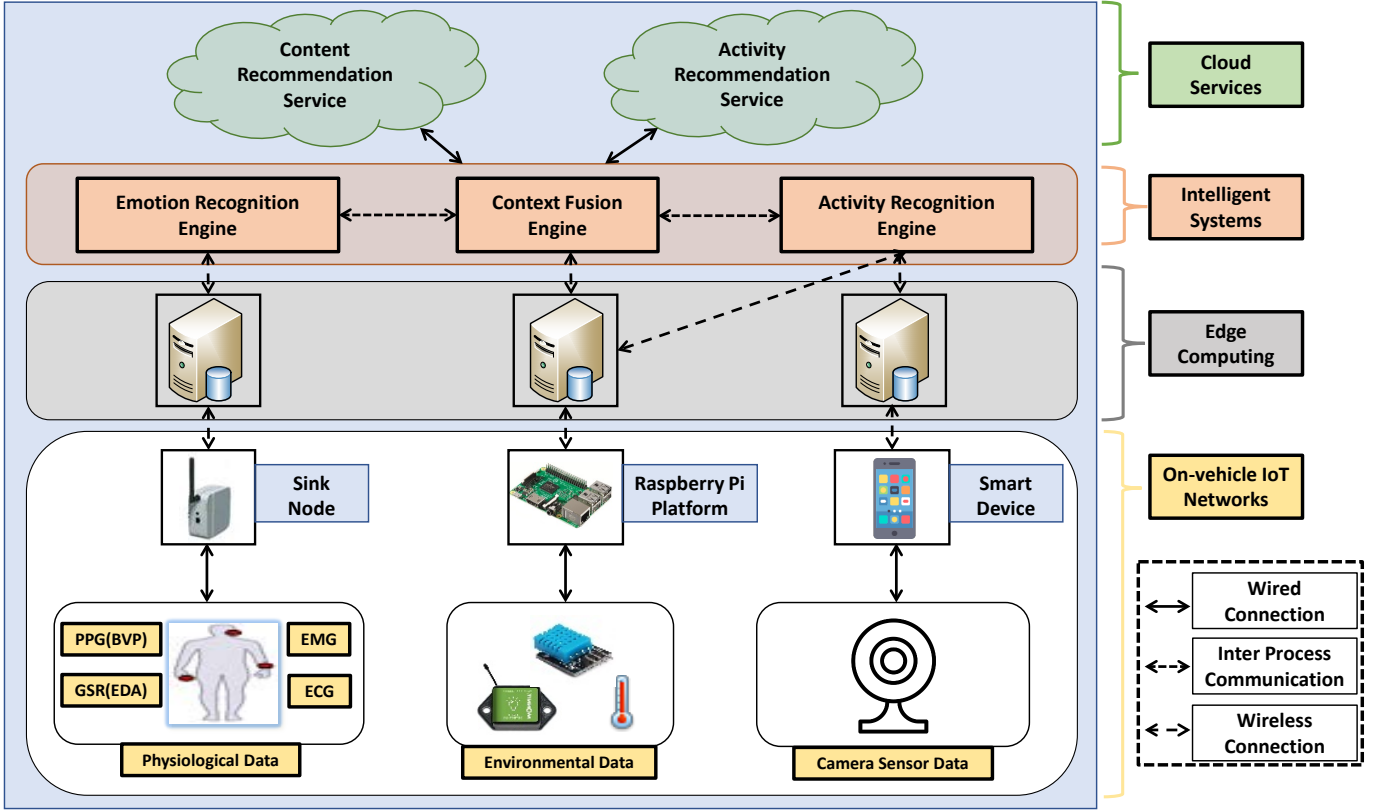 Content
Recommendation
Service
Activity
Recommendation
Service
Cloud
Services
Emotion Recognition
Engine
Context Fusion
Engine
Activity Recognition
Engine
Intelligent
Systems
Edge
Computing
Sink
Node
Raspberry Pi
Platform
Smart
Device
On-vehicle IoT
Networks
PPG(BVP)
EMG
GSR(EDA)
ECG
Physiological Data
Environmental Data
Camera Sensor Data
Wired
Connection
Inter Process
Communication
Wireless
Connection